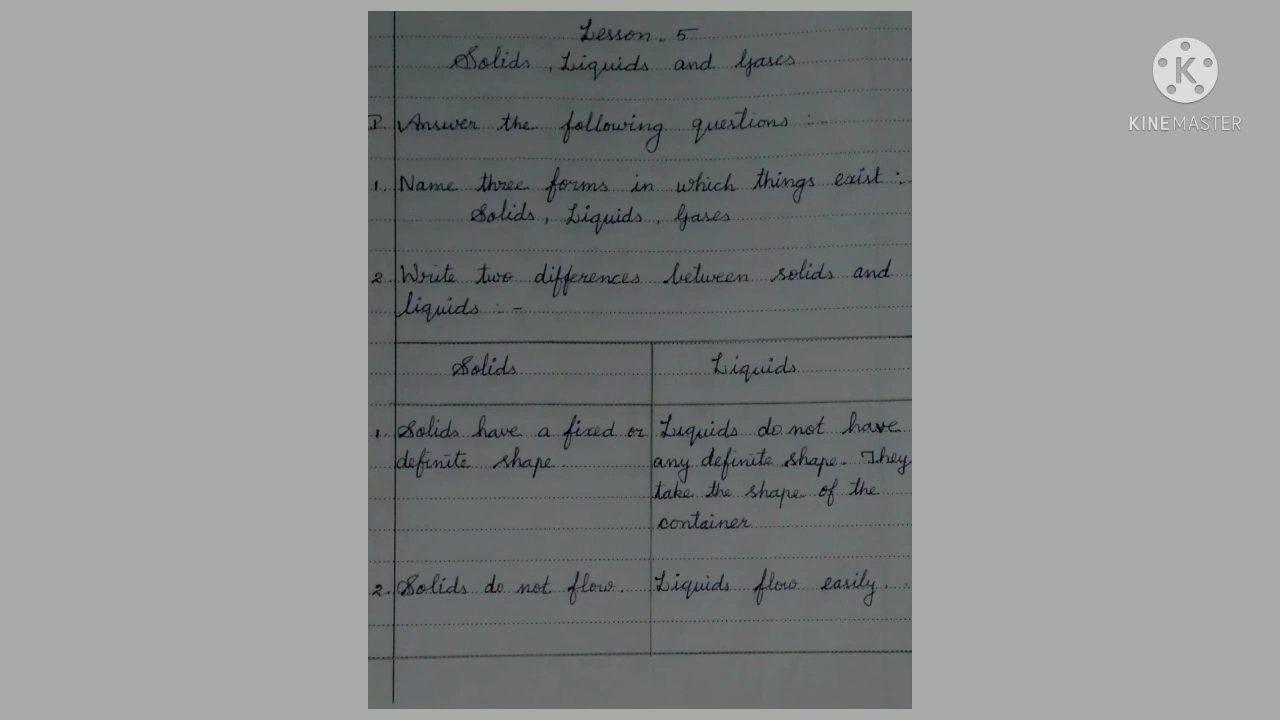 Lesson - 5
Solids, Liquids and Gases
I. Answer the following questions :-
1. Name three forms in which things exist :-
Solids, Liquids, Gases
2. Write two differences between solids and
liquids :-
Solids Liquids
1. Solids have a fixed or
definite shape.
Liquids do not have
any definite shape. They
take the shape of the
container
2. Solids do not flow.
Liquids flow easily.
K
KINEMASTER